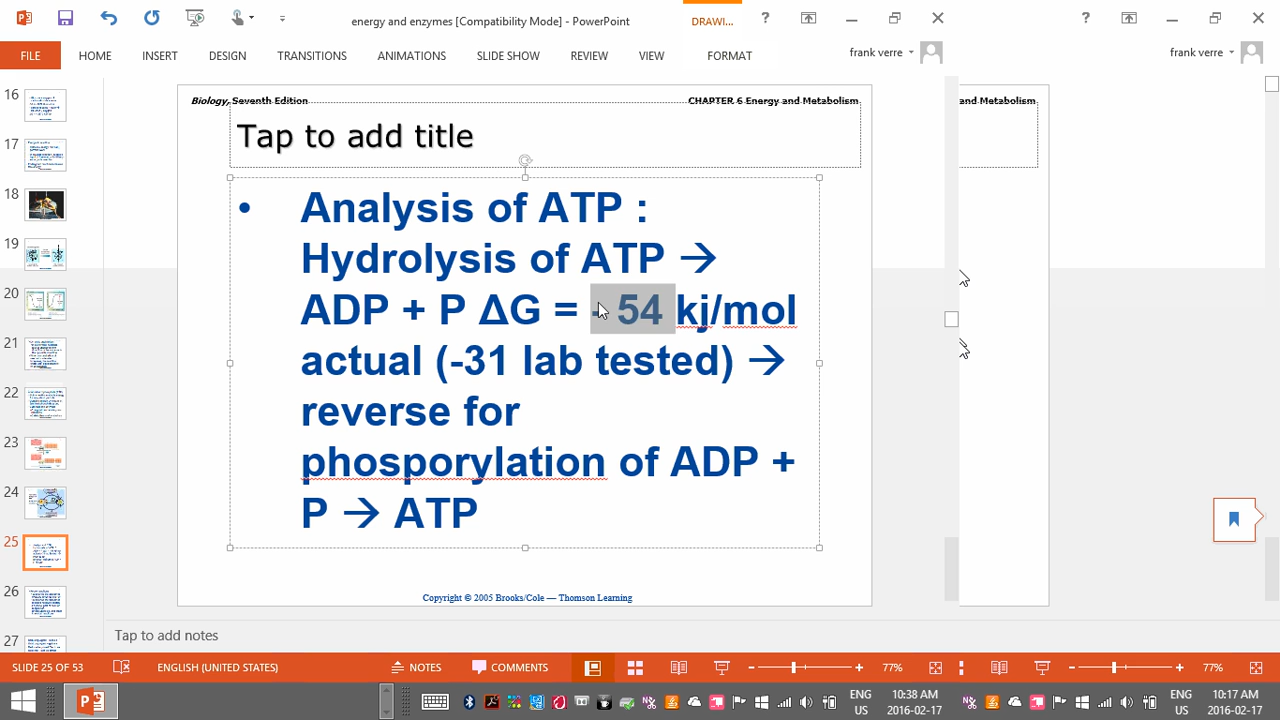 energy and enzymes [Compatibility Mode] - PowerPoint
DRAWI...
? 
?
FILE
HOME
INSERT
DESIGN
TRANSITIONS
ANIMATIONS
SLIDE SHOW
REVIEW
VIEW
FORMAT
frank verre
frank verre
16
17
18
19
20
21
22
23
24
25
26
27
Biology, Seventh Edition
CHAPTER 6 Energy and Metabolism
and Metabolism
Tap to add title
• Analysis of ATP :
Hydrolysis of ATP →
ADP + P ΔG = - 54 kj/mol
actual (-31 lab tested) →
reverse for
phosporylation of ADP +
P → ATP
Copyright © 2005 Brooks/Cole — Thomson Learning
Tap to add notes
SLIDE 25 OF 53
ENGLISH (UNITED STATES)
NOTES
COMMENTS
77%
77%
ENG
US
10:38 AM
2016-02-17
ENG
US
10:17 AM
2016-02-17